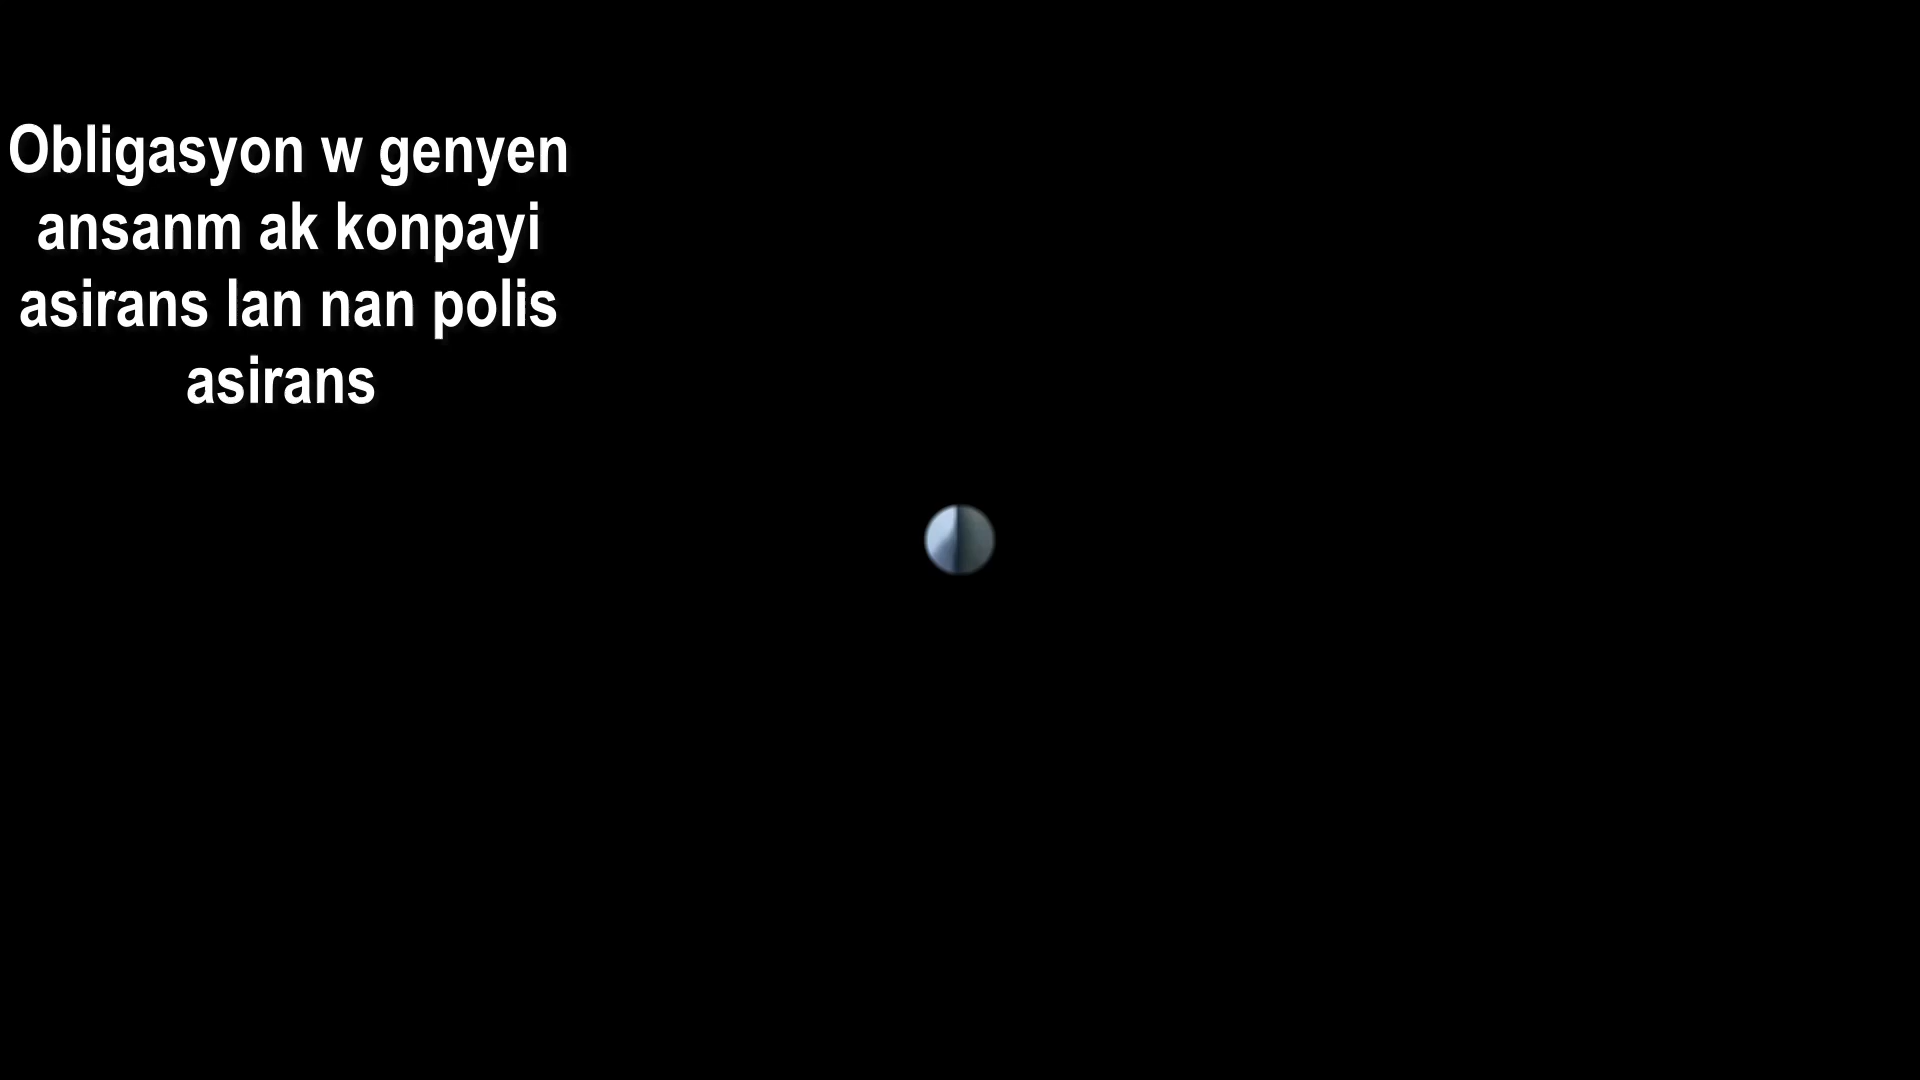 Obligasyon w genyen
ansanm ak konpayi
asirans lan nan polis
asirans